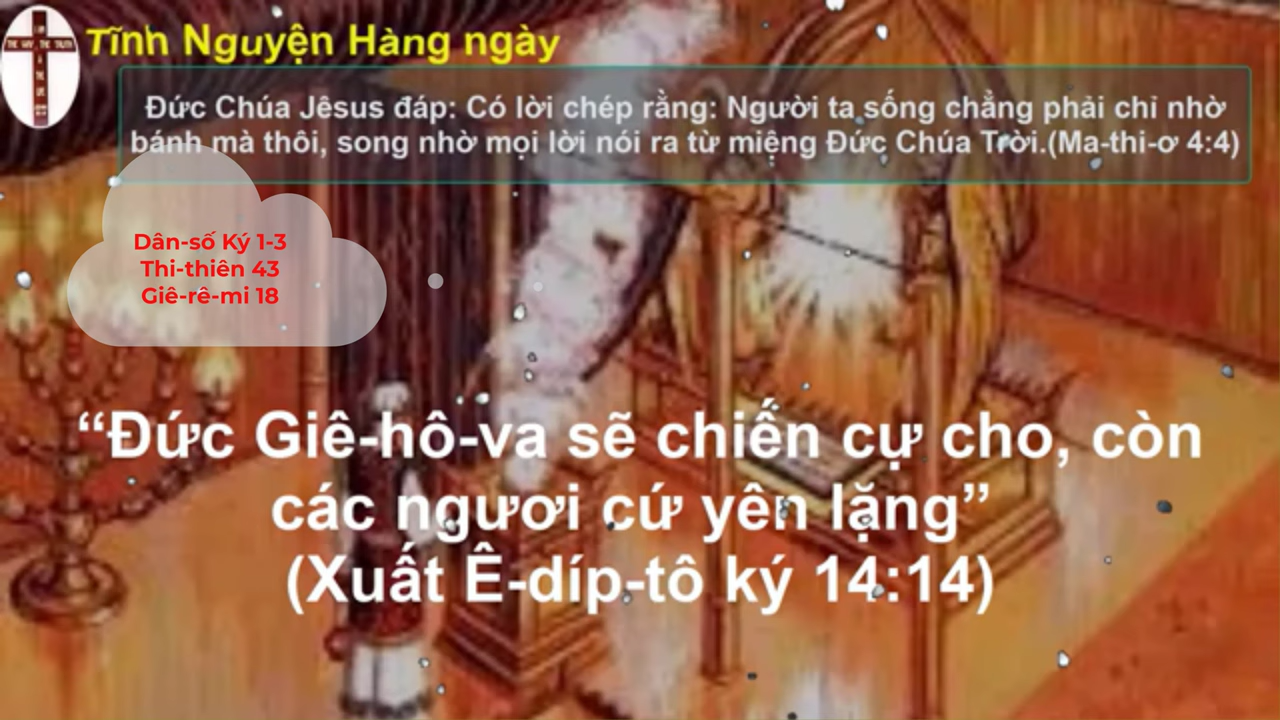 Tĩnh Nguyện Hàng ngày
Đức Chúa Jêsus đáp: Có lời chép rằng: Người ta sống chẳng phải chỉ nhờ
bánh mà thôi, song nhờ mọi lời nói ra từ miệng Đức Chúa Trời.(Ma-thi-ơ 4:4)
Dân-số Ký 1-3
Thi-thiên 43
Giê-rê-mi 18
“Đức Giê-hô-va sẽ chiến cự cho, còn
các ngươi cứ yên lặng”
(Xuất Ê-díp-tô ký 14:14)